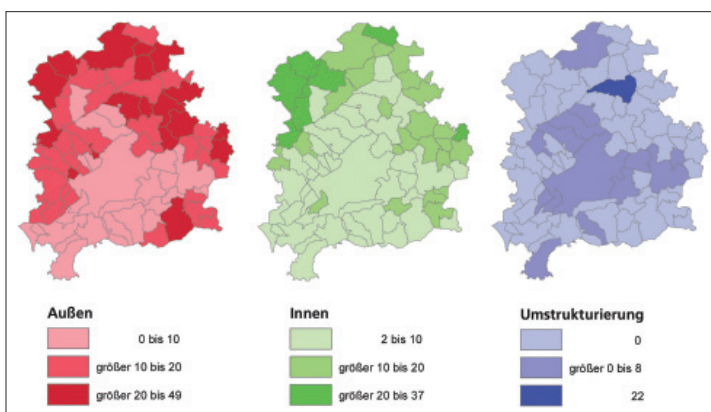 Außen
0 bis 10
größer 10 bis 20
größer 20 bis 49
Innen
2 bis 10
größer 10 bis 20
größer 20 bis 37
Umstrukturierung
0
größer 0 bis 8
22